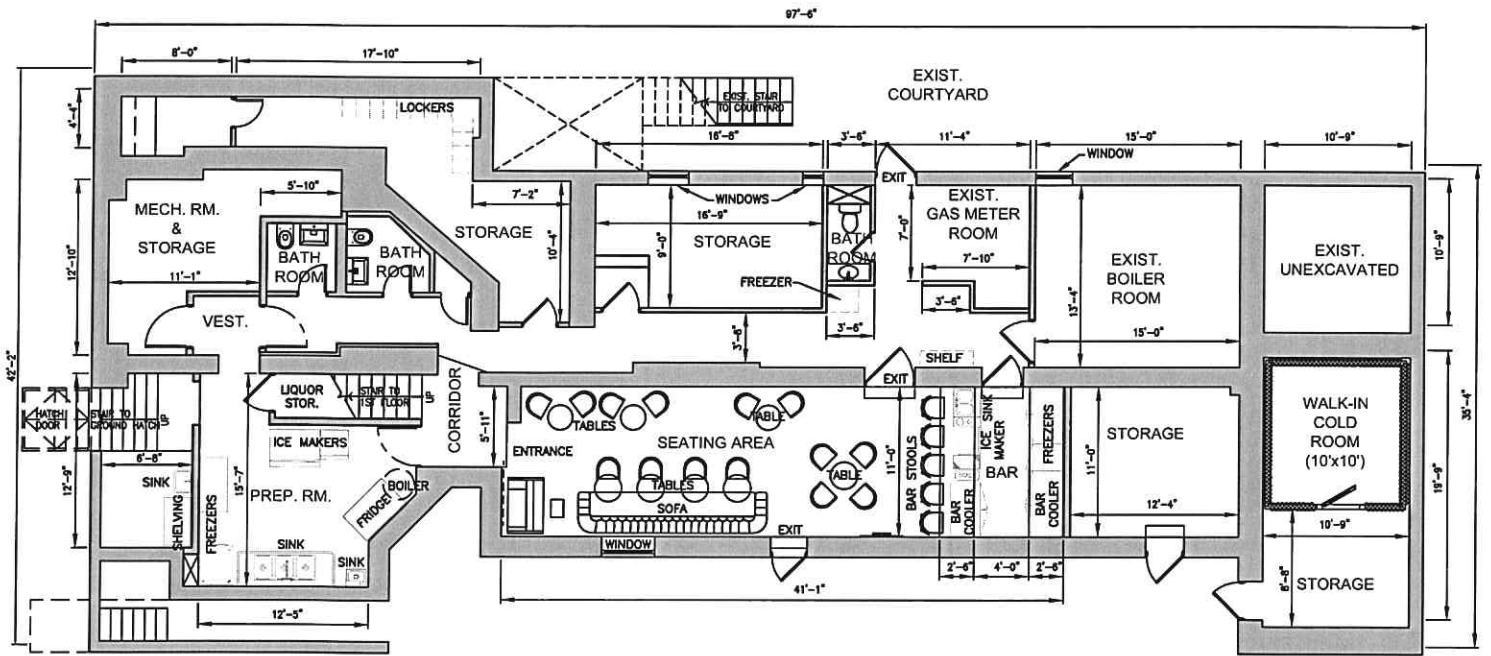 97'-6"
8'-0"
17'-10"
EXIST.
COURTYARD
LOCKERS
EXIST. STAIR
TO COURTYARD
4'-4"
16'-8"
3'-6"
11'-4"
15'-0"
10'-9"
WINDOW
5'-10"
7'-2"
WINDOWS
EXIT
MECH. RM.
&
STORAGE
STORAGE
10'-4"
16'-9"
9'-0"
STORAGE
BATH
ROOM
7'-0"
EXIST.
GAS METER
ROOM
7'-10"
EXIST.
BOILER
ROOM
13'-4"
EXIST.
UNEXCAVATED
10'-9"
12'-10"
11'-1"
BATH
ROOM
BATH
ROOM
FREEZER
3'-6"
3'-6"
VEST.
3'-6"
15'-0"
42'-2"
35'-4"
SHELF
EXIT
HATCH
DOOR
STAIR TO
GROUND HATCH
UP
LIQUOR
STOR.
STAIR TO
1ST FLOOR
UP
CORRIDOR
5'-11"
TABLES
TABLE
SEATING AREA
ENTRANCE
11'-0"
BAR STOOLS
SINK
ICE
MAKER
BAR
FREEZERS
BAR
COOLER
BAR
COOLER
11'-0"
STORAGE
12'-4"
WALK-IN
COLD
ROOM
(10'x10')
19'-9"
6'-8"
12'-9"
SINK
SHELVING
FREEZERS
15'-7"
ICE MAKERS
PREP. RM.
BOILER
FRIDGE
TABLES
SOFA
TABLE
EXIT
WINDOW
SINK
SINK
2'-6"
4'-0"
2'-6"
10'-9"
6'-8"
STORAGE
41'-1"
12'-5"